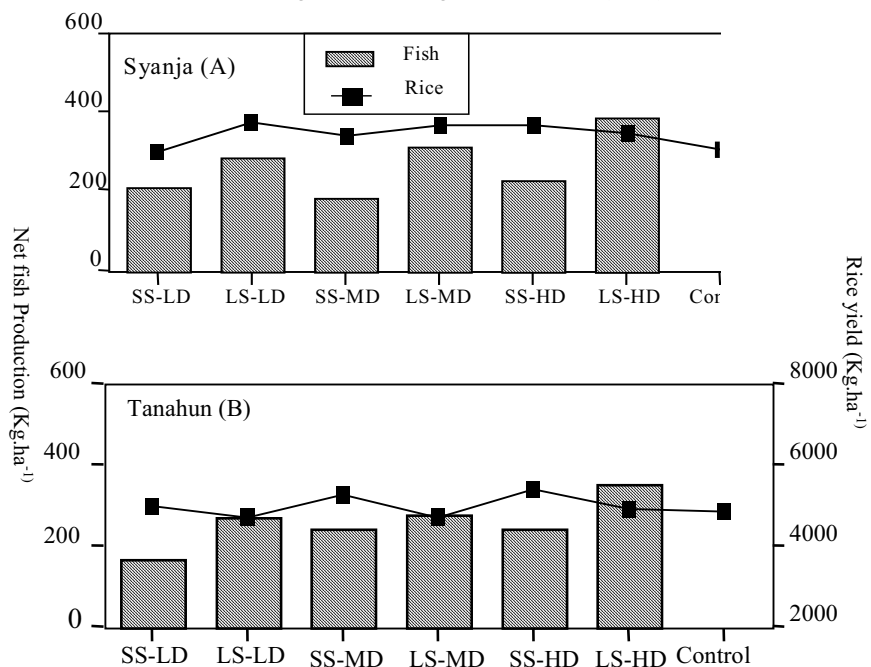 600
Syanja (A)
Fish
Rice
400
200
0
SS-LD LS-LD SS-MD LS-MD SS-HD LS-HD Cor
Net fish Production (Kg.ha-1)
Rice yield (Kg.ha-1)
600 8000
Tanahun (B)
400 6000
200 4000
0 2000
SS-LD LS-LD SS-MD LS-MD SS-HD LS-HD Control